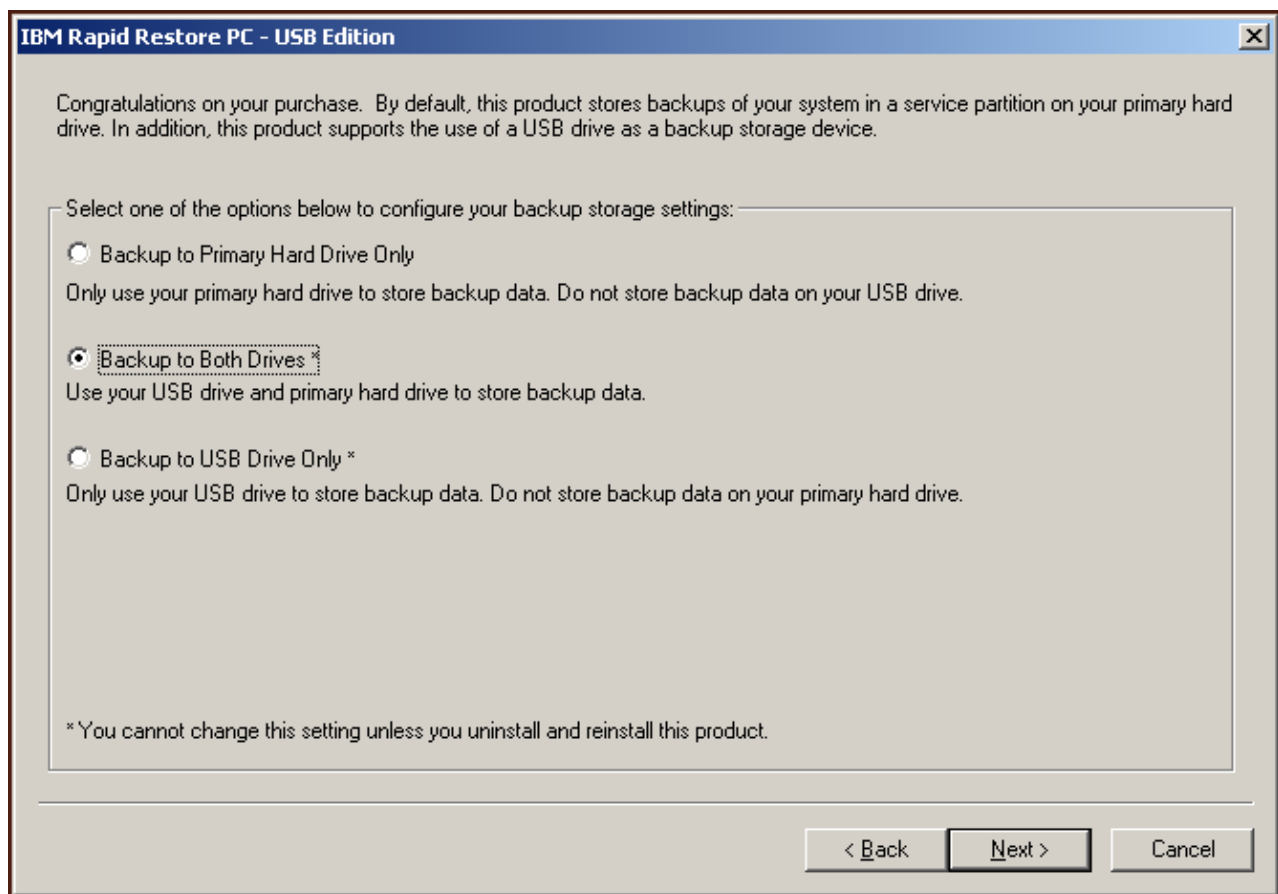 IBM Rapid Restore PC - USB Edition
Congratulations on your purchase. By default, this product stores backups of your system in a service partition on your primary hard
drive. In addition, this product supports the use of a USB drive as a backup storage device.
Select one of the options below to configure your backup storage settings:
Backup to Primary Hard Drive Only
Only use your primary hard drive to store backup data. Do not store backup data on your USB drive.
Backup to Both Drives *
Use your USB drive and primary hard drive to store backup data.
Backup to USB Drive Only *
Only use your USB drive to store backup data. Do not store backup data on your primary hard drive.
* You cannot change this setting unless you uninstall and reinstall this product.
< Back Next > Cancel